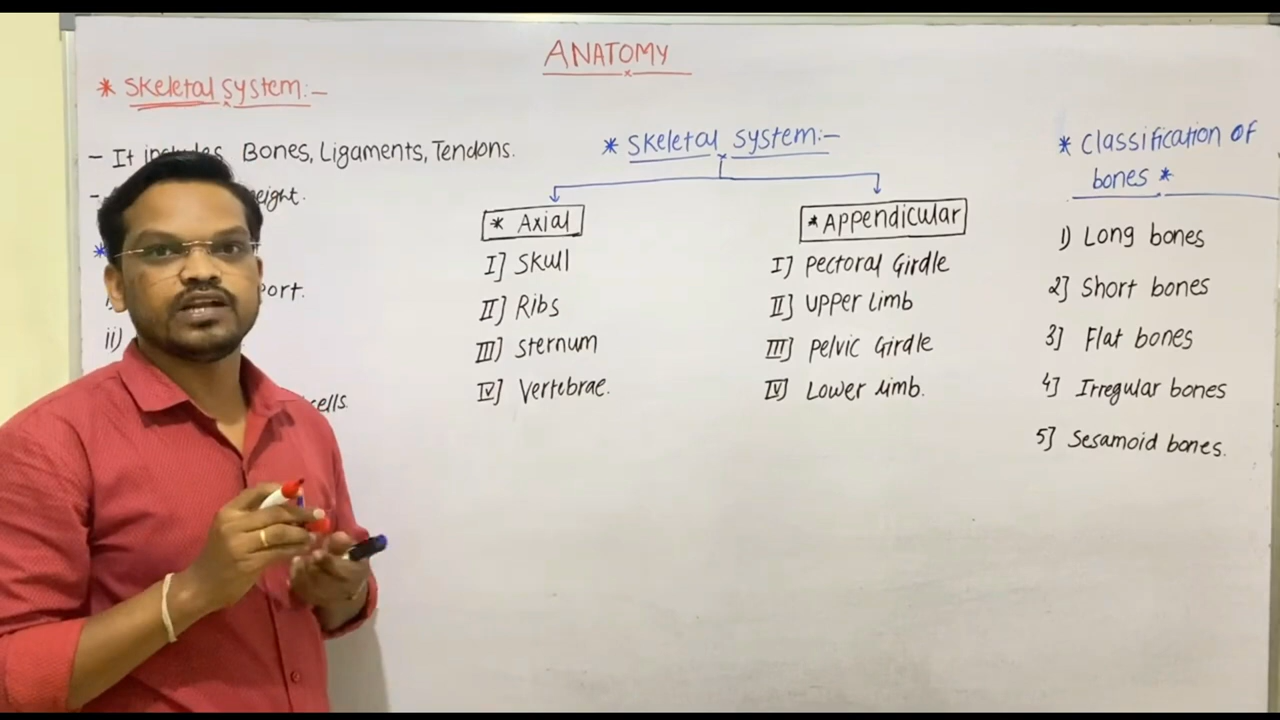 ANATOMY
* Skeletal System:-
- It includes Bones, Ligaments, Tendons.
-
*
ii)
cells.
* Skeletal System:-
* Axial
I] Skull
II] Ribs
III] Sternum
IV] Vertebrae.
* Appendicular
I] Pectoral Girdle
II] Upper Limb
III] Pelvic Girdle
IV] Lower limb.
* Classification of
bones *
1) Long bones
2] Short bones
3] Flat bones
4] Irregular bones
5] Sesamoid bones.